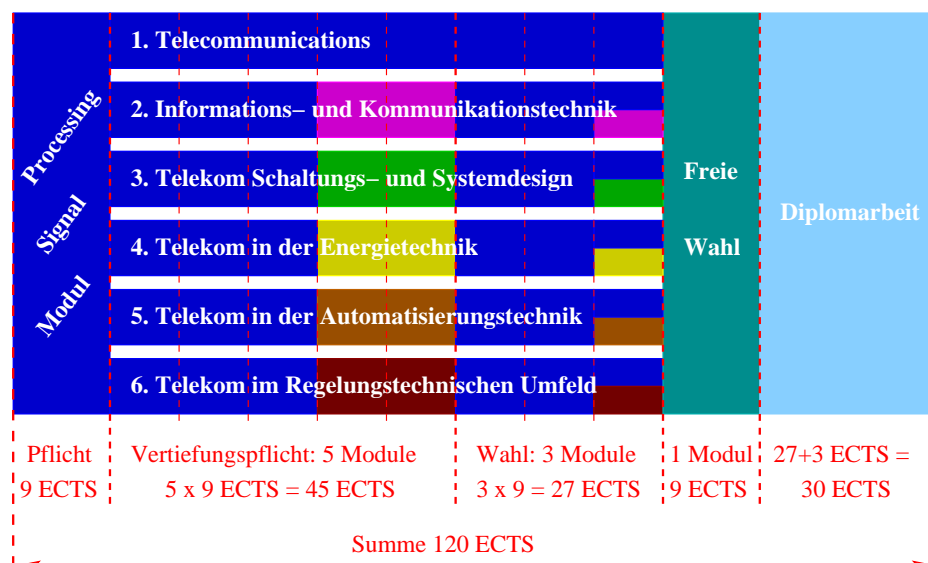 Processing
Signal
Modul
1. Telecommunications
2. Informations− und Kommunikationstechnik
3. Telekom Schaltungs− und Systemdesign
4. Telekom in der Energietechnik
5. Telekom in der Automatisierungstechnik
6. Telekom im Regelungstechnischen Umfeld
Freie
Wahl
Diplomarbeit
Pflicht
9 ECTS
Vertiefungspflicht: 5 Module
5 x 9 ECTS = 45 ECTS
Wahl: 3 Module
3 x 9 = 27 ECTS
1 Modul
9 ECTS
27+3 ECTS =
30 ECTS
Summe 120 ECTS